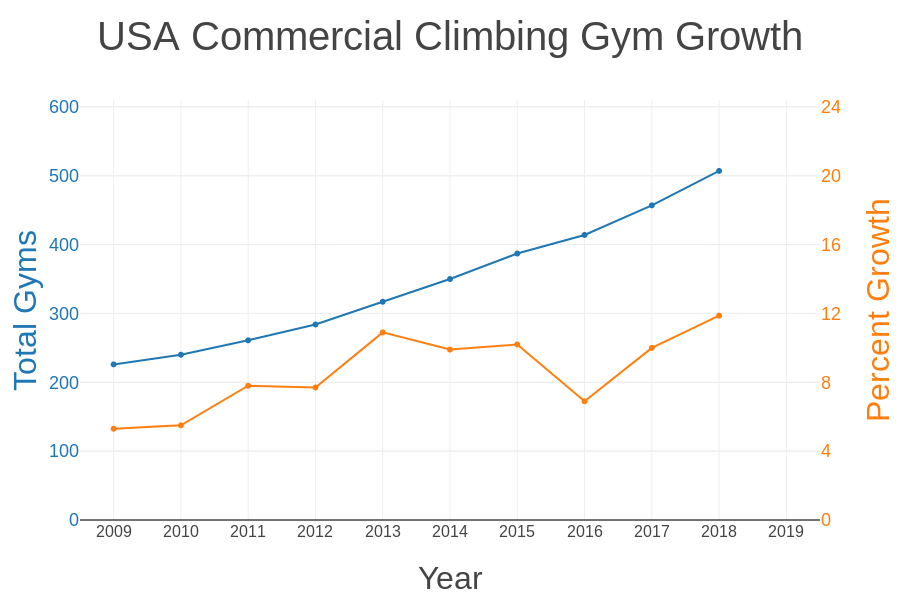 USA Commercial Climbing Gym Growth
600
500
400
300
200
100
0
Total Gyms
24
20
16
12
8
4
0
Percent Growth
2009 2010 2011 2012 2013 2014 2015 2016 2017 2018 2019
Year